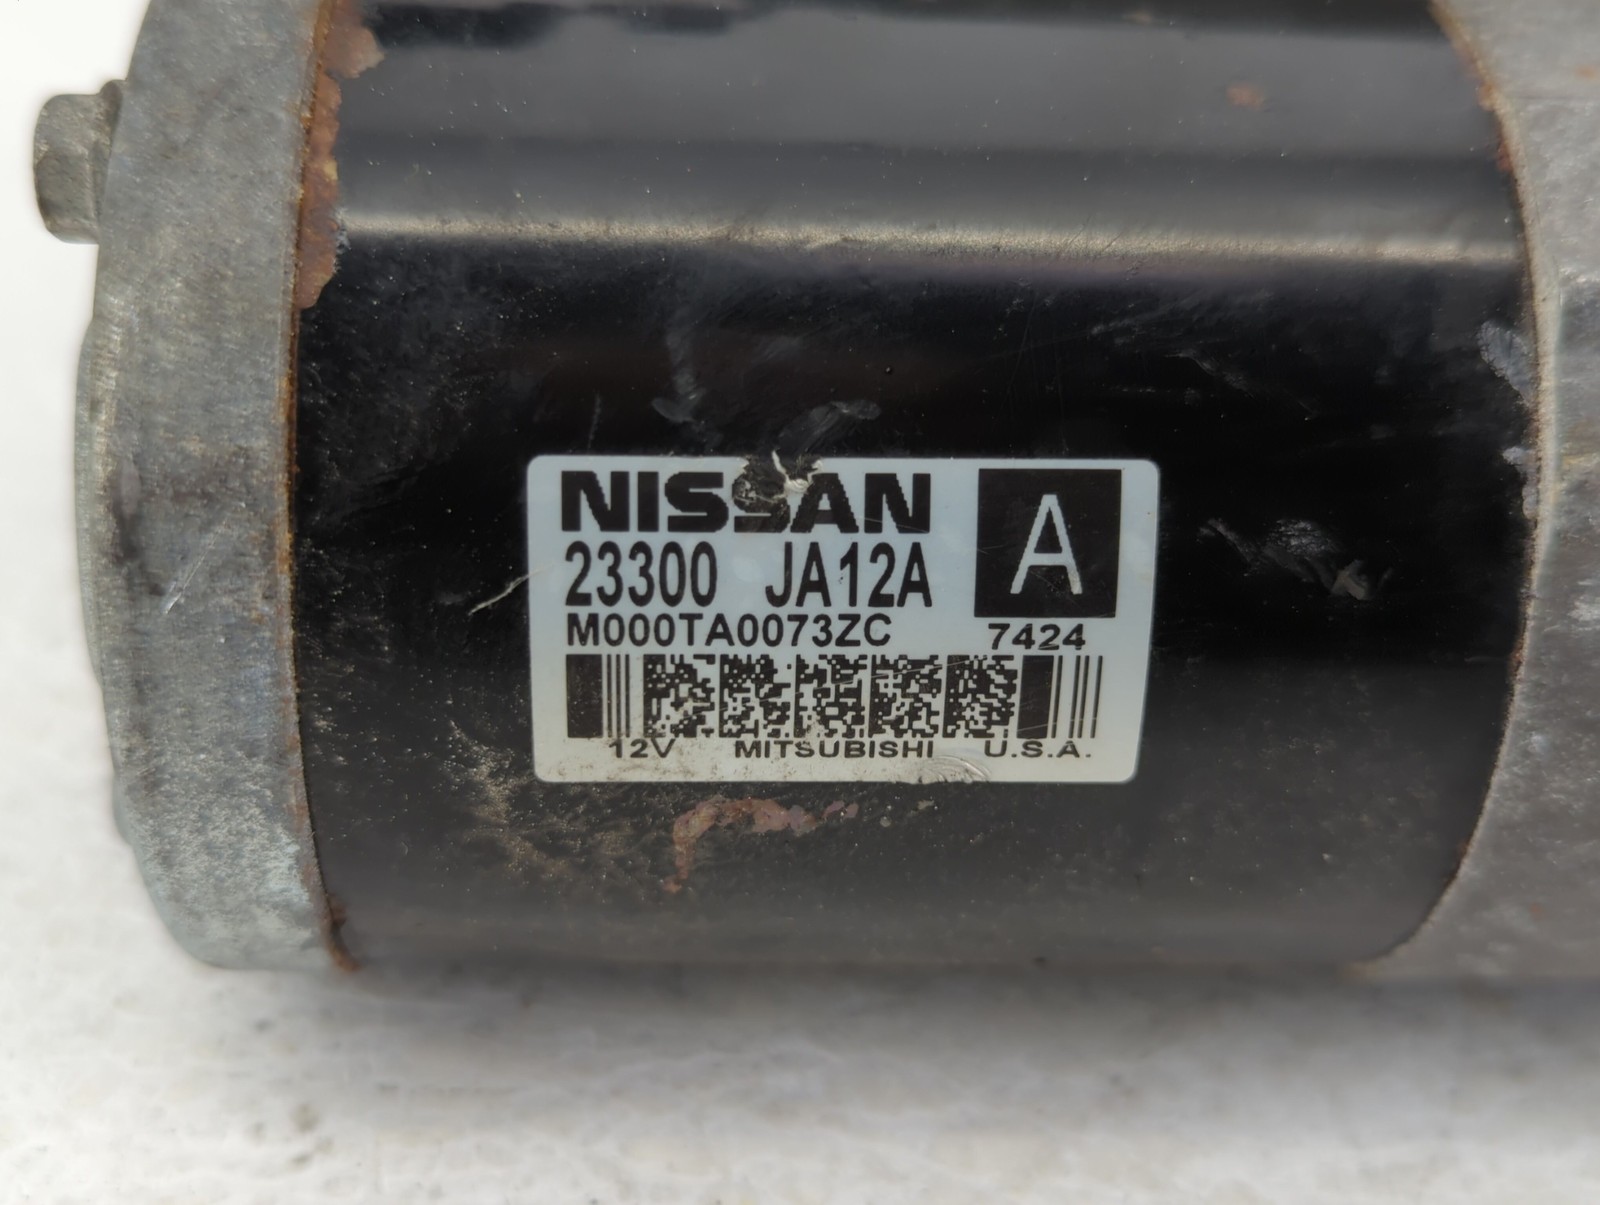 NISSAN
A
23300 JA12A
M000TA0073ZC 7424
12V MITSUBISHI U.S.A.